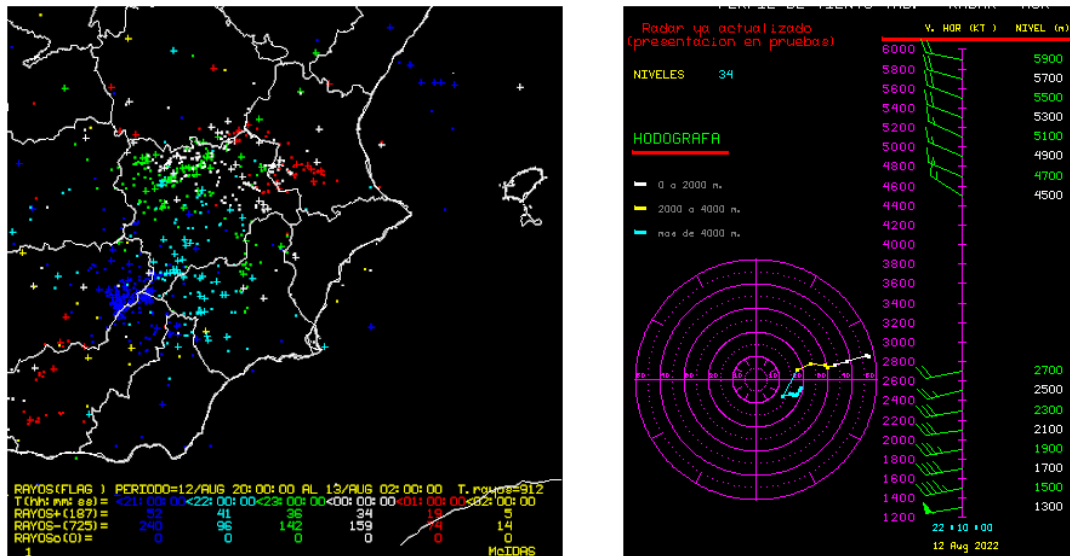 RAYOS(FLAG ) PERIODO=12/AUG 20:00:00 AL 13/AUG 02:00:00 T.rayos=912
T(hh:mm:ss)= <21:00:00 <22:00:00 <23:00:00 <00:00:00 <01:00:00 <02:00:00
RAYOS+(187)= 52 41 36 34 19 5
RAYOS-(725)= 240 96 142 159 74 14
RAYOSo(0)= 0 0 0 0 0 0
1 McIDAS
Radar ya actualizado
(presentacion en pruebas)
NIVELES 34
HODOGRAFA
0 a 2000 m.
2000 a 4000 m.
mas de 4000 m.
V. HOR (KT ) NIVEL (m)
6000
5800 5900
5600 5700
5400 5500
5200 5300
5000 5100
4800 4900
4600 4700
4400 4500
4200
4000
3800
3600
3400
3200
3000
2800
2600 2700
2400 2500
2200 2300
2000 2100
1800 1900
1600 1700
1400 1500
1200 1300
22:10:00
12 Aug 2022